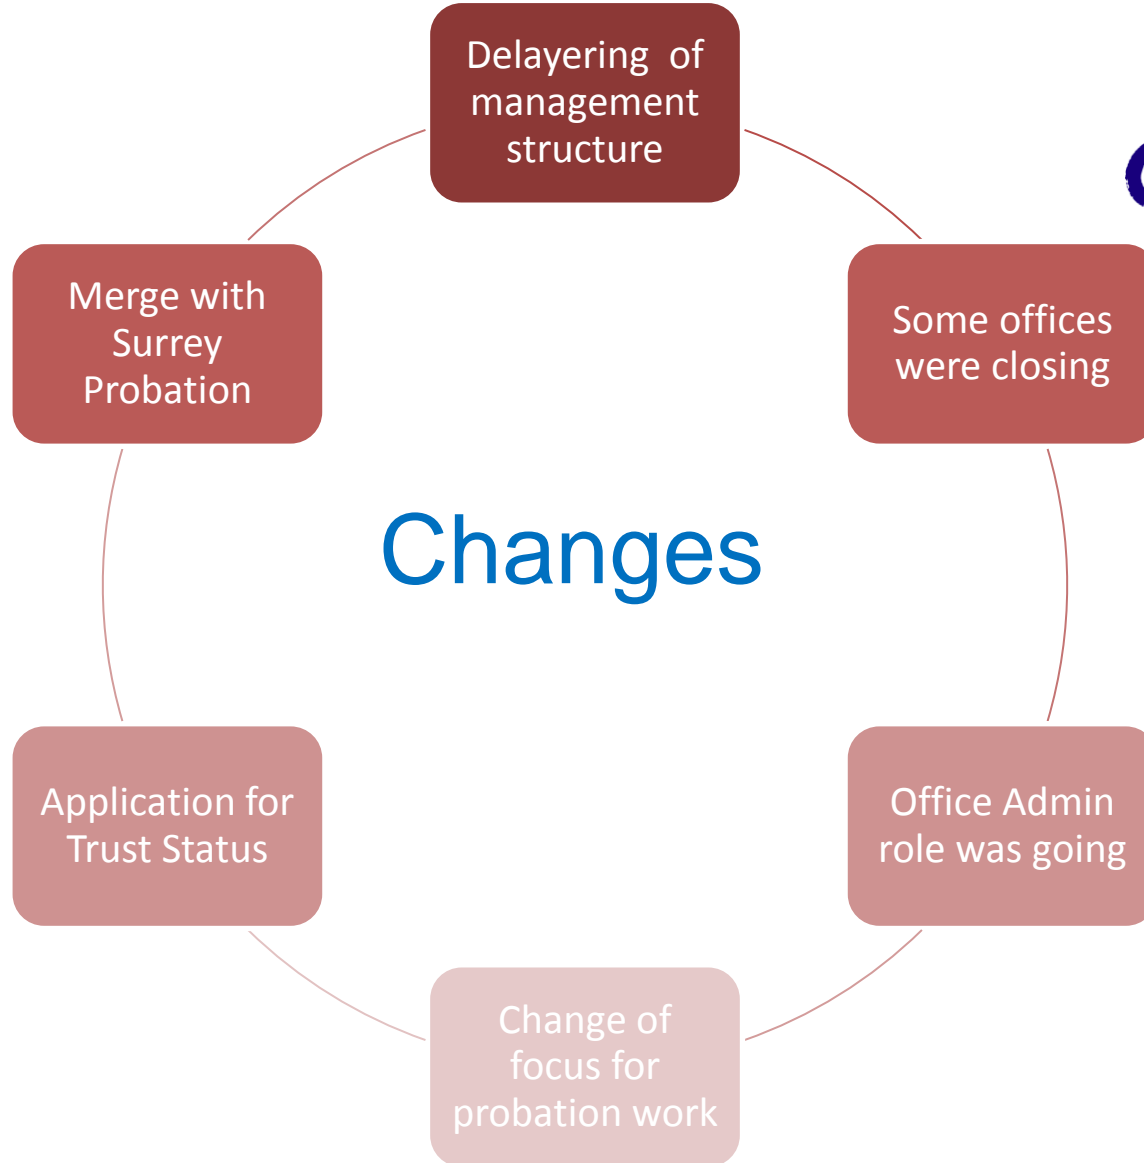 Delayering of
management
structure
Merge with
Surrey
Probation
Some offices
were closing
Changes
Application for
Trust Status
Office Admin
role was going
Change of
focus for
probation work